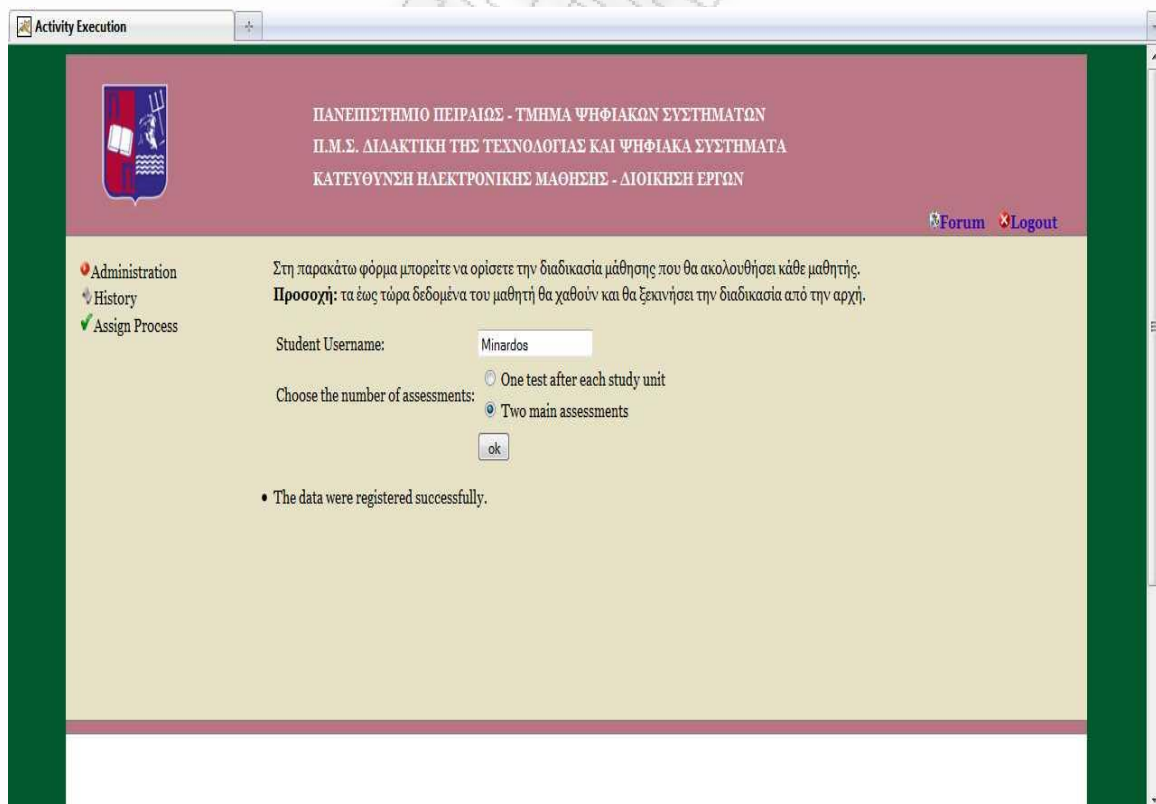 Activity Execution
ΠΑΝΕΠΙΣΤΗΜΙΟ ΠΕΙΡΑΙΩΣ - ΤΜΗΜΑ ΨΗΦΙΑΚΩΝ ΣΥΣΤΗΜΑΤΩΝ
Π.Μ.Σ. ΔΙΔΑΚΤΙΚΗ ΤΗΣ ΤΕΧΝΟΛΟΓΙΑΣ ΚΑΙ ΨΗΦΙΑΚΑ ΣΥΣΤΗΜΑΤΑ
ΚΑΤΕΥΘΥΝΣΗ ΗΛΕΚΤΡΟΝΙΚΗΣ ΜΑΘΗΣΗΣ - ΔΙΟΙΚΗΣΗ ΕΡΓΩΝ
Forum Logout
Administration
History
Assign Process
Στη παρακάτω φόρμα μπορείτε να ορίσετε την διαδικασία μάθησης που θα ακολουθήσει κάθε μαθητής.
Προσοχή: τα έως τώρα δεδομένα του μαθητή θα χαθούν και θα ξεκινήσει την διαδικασία από την αρχή.
Student Username: Minardos
Choose the number of assessments:
One test after each study unit
Two main assessments
ok
• The data were registered successfully.